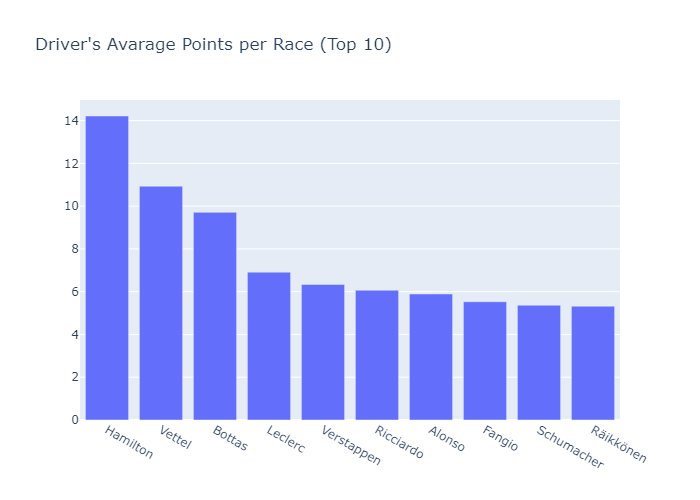 Driver's Avarage Points per Race (Top 10)
14
12
10
8
6
4
2
0
Hamilton
Vettel
Bottas
Leclerc
Verstappen
Ricciardo
Alonso
Fangio
Schumacher
Räikkönen